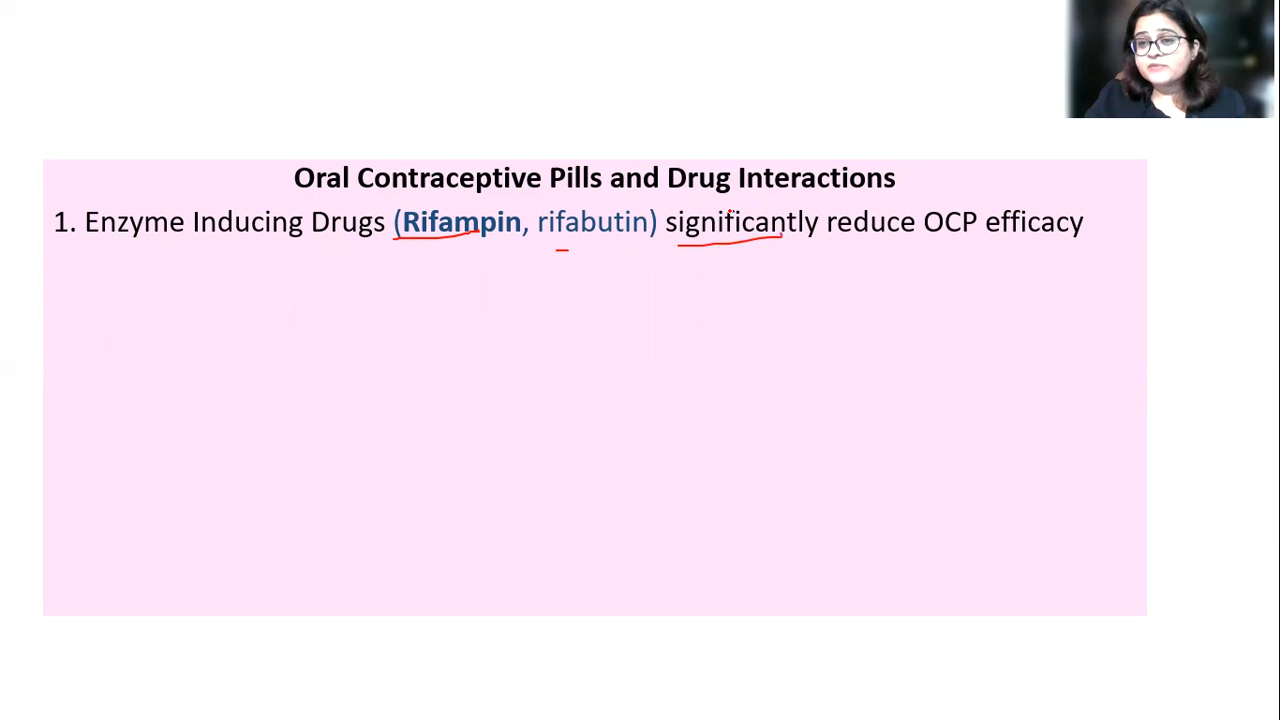 Oral Contraceptive Pills and Drug Interactions
1. Enzyme Inducing Drugs (Rifampin, rifabutin) significantly reduce OCP efficacy